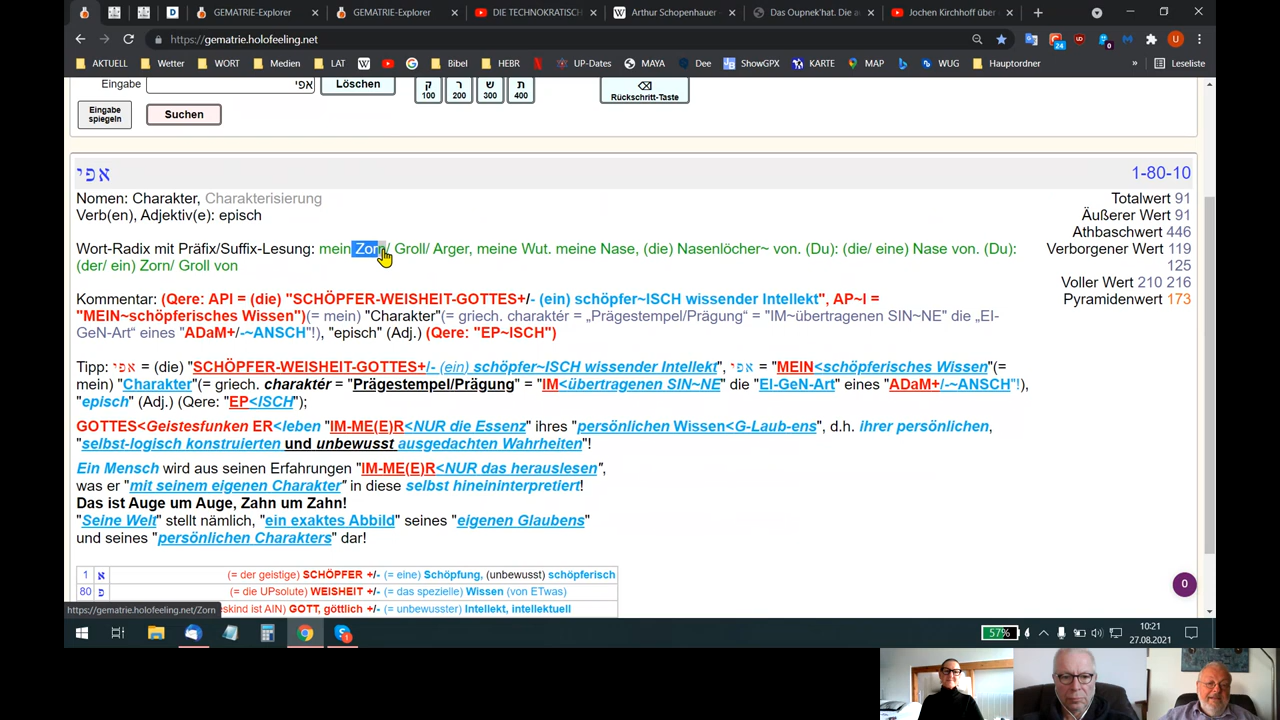 GEMATRIE-Explorer
GEMATRIE-Explorer
DIE TECHNOKRATISCH
Arthur Schopenhauer –
Das Oupnek'hat. Die a
Jochen Kirchhoff über
https://gematrie.holofeeling.net
AKTUELL Wetter WORT Medien LAT Bibel HEBR UP-Dates MAYA Dee ShowGPX KARTE MAP WUG Hauptordner » Leseliste
Eingabe אפי Löschen ק 100 ר 200 ש 300 ת 400 Rückschritt-Taste
Eingabe spiegeln Suchen
אפי 1-80-10
Nomen: Charakter, Charakterisierung
Verb(en), Adjektiv(e): episch
Totalwert 91
Äußerer Wert 91
Athbaschwert 446
Verborgener Wert 119
125
Voller Wert 210 216
Pyramidenwert 173
Wort-Radix mit Präfix/Suffix-Lesung: mein Zorn/ Groll/ Arger, meine Wut. meine Nase, (die) Nasenlöcher~ von. (Du): (die/ eine) Nase von. (Du):
(der/ ein) Zorn/ Groll von
Kommentar: (Qere: API = (die) "SCHÖPFER-WEISHEIT-GOTTES+/- (ein) schöpfer~ISCH wissender Intellekt", AP~I =
"MEIN~schöpferisches Wissen")(= mein) "Charakter"(= griech. charaktér = „Prägestempel/Prägung“ = "IM~übertragenen SIN~NE" die „EI-
GeN-Art“ eines "ADaM+/-~ANSCH"!), "episch" (Adj.) (Qere: "EP~ISCH")
Tipp: אפי = (die) "SCHÖPFER-WEISHEIT-GOTTES+/- (ein) schöpfer~ISCH wissender Intellekt", אפי = "MEIN<schöpferisches Wissen"(=
mein) "Charakter"(= griech. charaktér = "Prägestempel/Prägung" = "IM<übertragenen SIN~NE" die "EI-GeN-Art" eines "ADaM+/-~ANSCH"!),
"episch" (Adj.) (Qere: "EP<ISCH");
GOTTES<Geistesfunken ER<leben "IM-ME(E)R<NUR die Essenz" ihres "persönlichen Wissen<G-Laub-ens", d.h. ihrer persönlichen,
"selbst-logisch konstruierten und unbewusst ausgedachten Wahrheiten"!
Ein Mensch wird aus seinen Erfahrungen "IM-ME(E)R<NUR das herauslesen",
was er "mit seinem eigenen Charakter" in diese selbst hineininterpretiert!
Das ist Auge um Auge, Zahn um Zahn!
"Seine Welt" stellt nämlich, "ein exaktes Abbild" seines "eigenen Glaubens"
und seines "persönlichen Charakters" dar!
1 א (= der geistige) SCHÖPFER +/- (= eine) Schöpfung, (unbewusst) schöpferisch
80 פ (= die UPsolute) WEISHEIT +/- (= das spezielle) Wissen (von ETwas)
eskind ist AIN) GOTT, göttlich +/- (= unbewusster) Intellekt, intellektuell
https://gematrie.holofeeling.net/Zorn
0
57%
10:21
27.08.2021